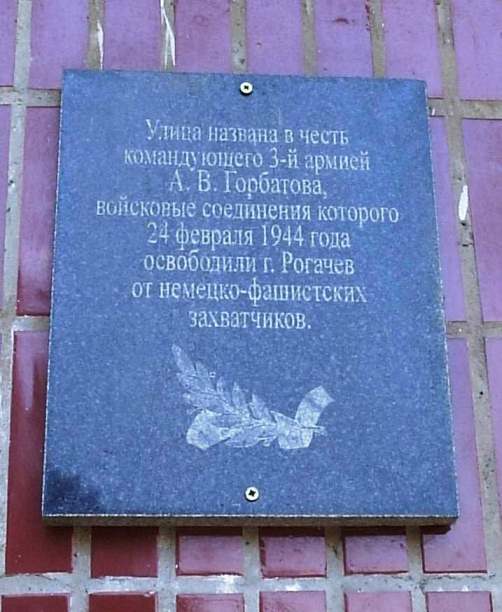 Улица названа в честь
командующего 3-й армией
А. В. Горбатова,
войсковые соединения которого
24 февраля 1944 года
освободили г. Рогачев
от немецко-фашистских
захватчиков.